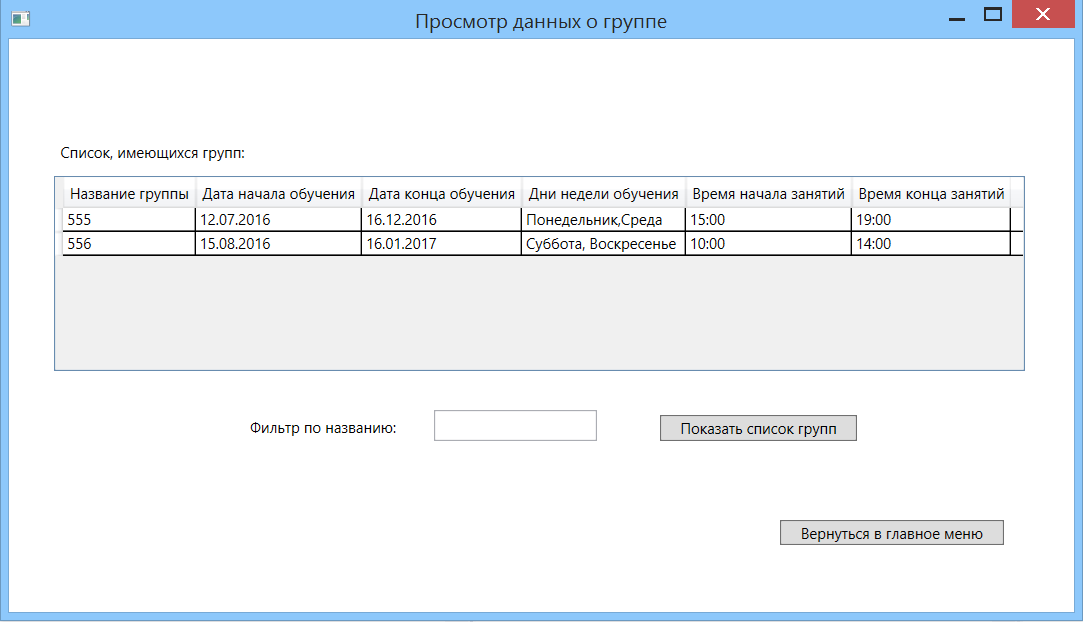 Просмотр данных о группе
Список, имеющихся групп:
Название группы Дата начала обучения Дата конца обучения Дни недели обучения Время начала занятий Время конца занятий
555 12.07.2016 16.12.2016 Понедельник,Среда 15:00 19:00
556 15.08.2016 16.01.2017 Суббота, Воскресенье 10:00 14:00
Фильтр по названию: Показать список групп
Вернуться в главное меню